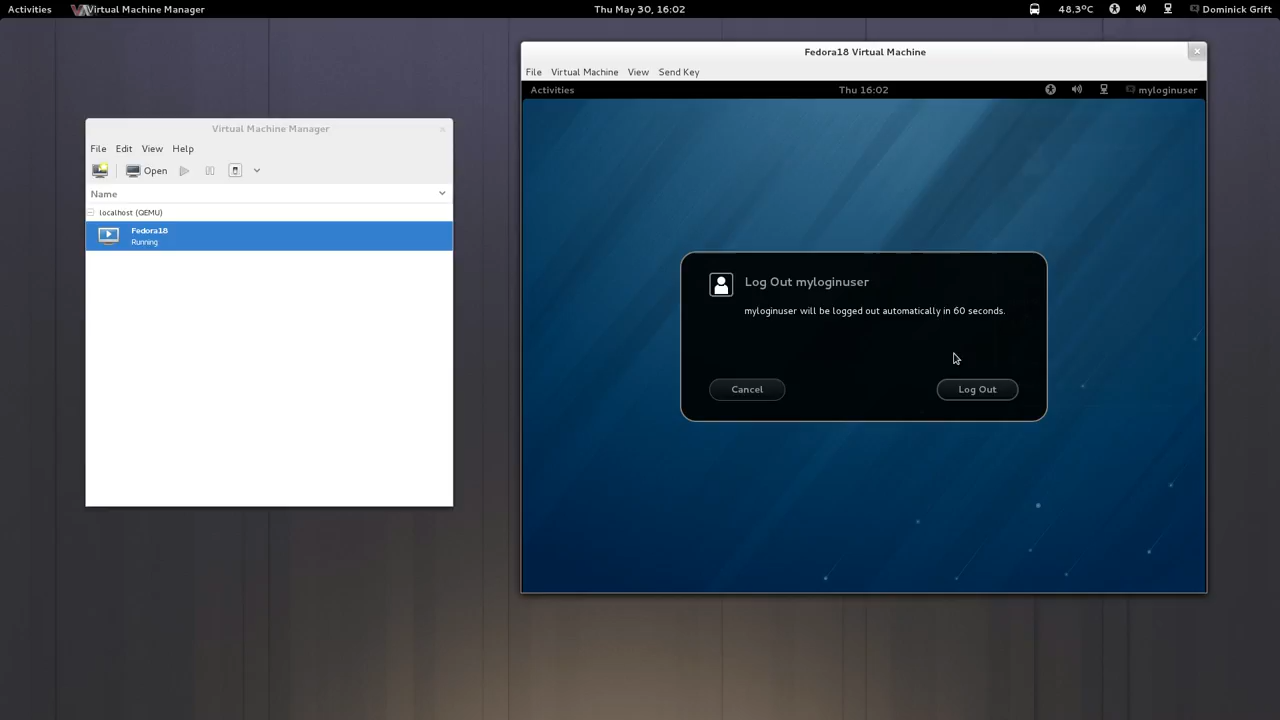 Activities Virtual Machine Manager Thu May 30, 16:02 48.3°C Dominick Grift
Fedora18 Virtual Machine
File Virtual Machine View Send Key
Activities Thu 16:02 myloginuser
Virtual Machine Manager
File Edit View Help
Open
Name
localhost (QEMU)
Fedora18
Running
Log Out myloginuser
myloginuser will be logged out automatically in 60 seconds.
Cancel Log Out